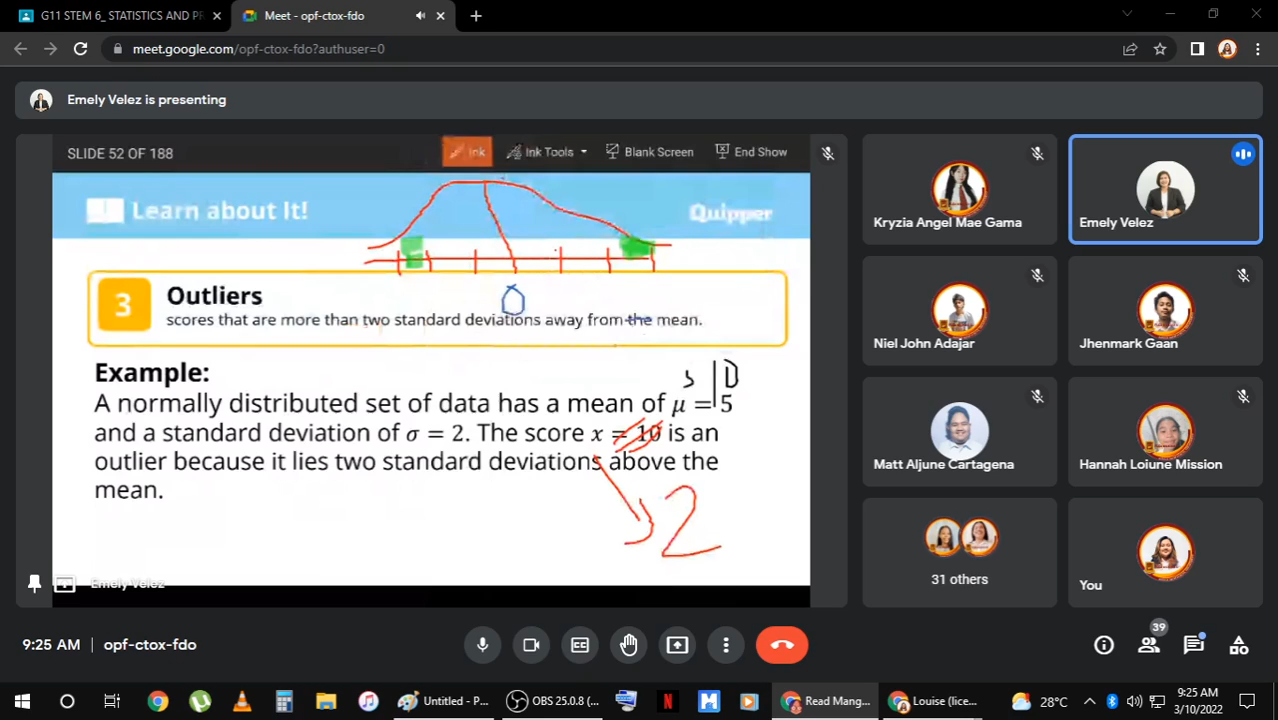 G11 STEM 6_ STATISTICS AND PR
Meet - opf-ctox-fdo
meet.google.com/opf-ctox-fdo?authuser=0
Emely Velez is presenting
SLIDE 52 OF 188
Ink
Ink Tools
Blank Screen
End Show
Learn about It!
Quipper
0
3
Outliers
scores that are more than two standard deviations away from the mean.
Example:
A normally distributed set of data has a mean of μ = 5
and a standard deviation of σ = 2. The score x = 10 is an
outlier because it lies two standard deviations above the
mean.
2
Emely Velez
Kryzia Angel Mae Gama
Emely Velez
Niel John Adajar
Jhenmark Gaan
Matt Aljune Cartagena
Hannah Loiune Mission
31 others
You
9:25 AM | opf-ctox-fdo
39
Untitled - P...
OBS 25.0.8 (...
Read Mang...
Louise (lice...
28°C
9:25 AM
3/10/2022